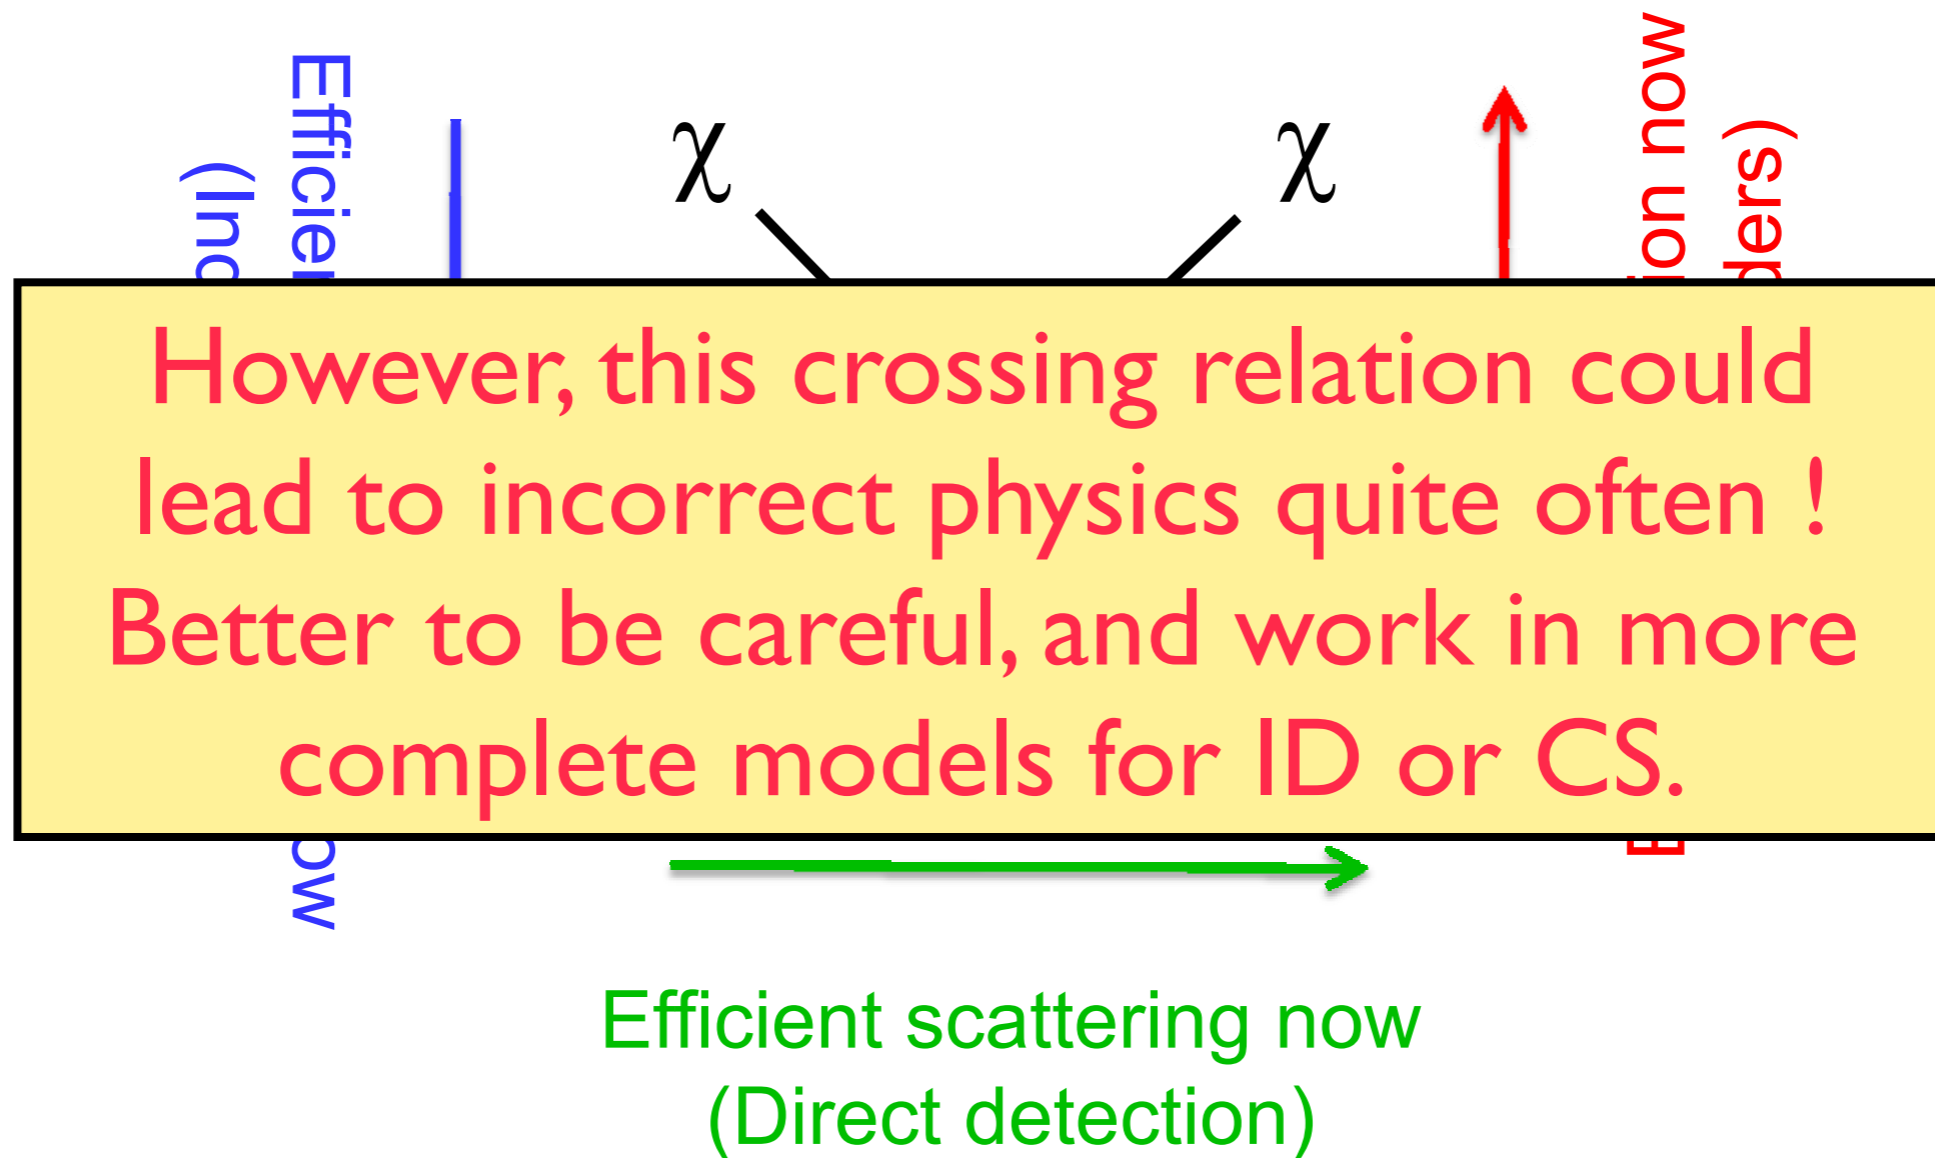 χ
χ
However, this crossing relation could
lead to incorrect physics quite often !
Better to be careful, and work in more
complete models for ID or CS.
now
Efficient scattering now
(Direct detection)